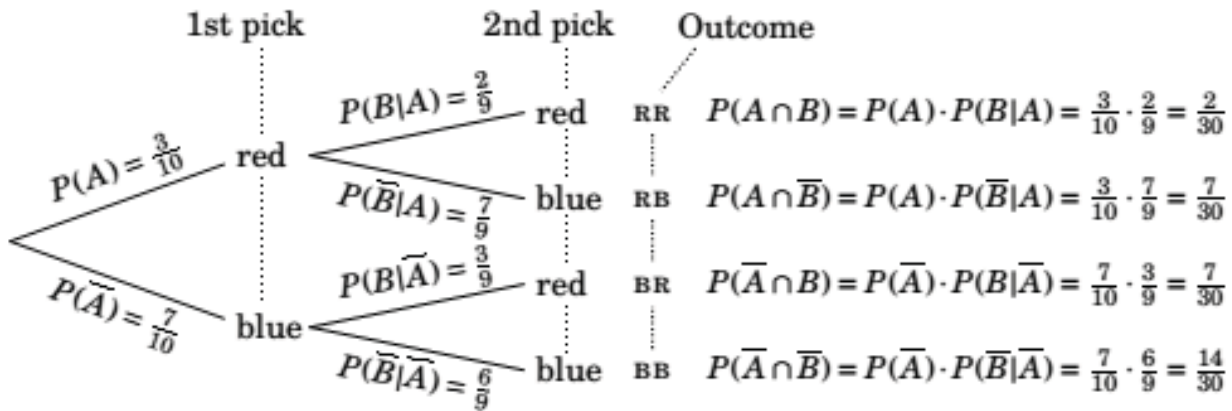 1st pick 2nd pick Outcome
P(B|A) = 2/9
red RR P(A ∩ B) = P(A) · P(B|A) = 3/10 · 2/9 = 2/30
P(A) = 3/10
red
P(B̅|A) = 7/9
blue RB P(A ∩ B̅) = P(A) · P(B̅|A) = 3/10 · 7/9 = 7/30
P(B|A̅) = 3/9
red BR P(A̅ ∩ B) = P(A̅) · P(B|A̅) = 7/10 · 3/9 = 7/30
P(A̅) = 7/10
blue
P(B̅|A̅) = 6/9
blue BB P(A̅ ∩ B̅) = P(A̅) · P(B̅|A̅) = 7/10 · 6/9 = 14/30